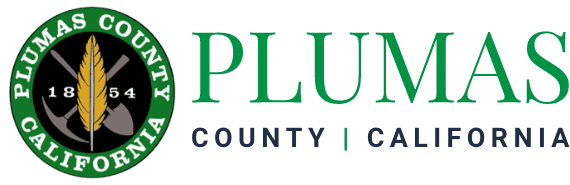 PLUMAS COUNTY
18 54
CALIFORNIA
PLUMAS
COUNTY | CALIFORNIA